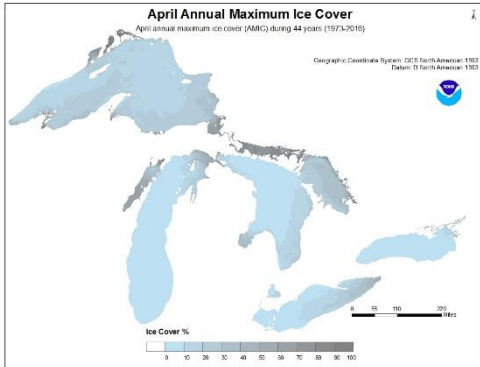 April Annual Maximum Ice Cover
April annual maximum ice cover (AMIC) during 44 years (1973-2016)
Geographic Coordinate System: GCS North American 1983
Datum: D North American 1983
0 55 110 220
Miles
Ice Cover %
0 10 20 30 40 50 60 70 80 90 100